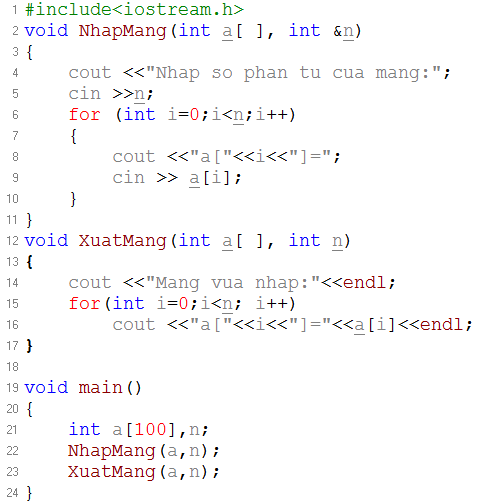 1 #include<iostream.h>
2 void NhapMang(int a[ ], int &n)
3 {
4 cout <<"Nhap so phan tu cua mang:";
5 cin >>n;
6 for (int i=0;i<n;i++)
7 {
8 cout <<"a["<<i<<"]=";
9 cin >> a[i];
10 }
11 }
12 void XuatMang(int a[ ], int n)
13 {
14 cout <<"Mang vua nhap:"<<endl;
15 for(int i=0;i<n; i++)
16 cout <<"a["<<i<<"]="<<a[i]<<endl;
17 }
18
19 void main()
20 {
21 int a[100],n;
22 NhapMang(a,n);
23 XuatMang(a,n);
24 }